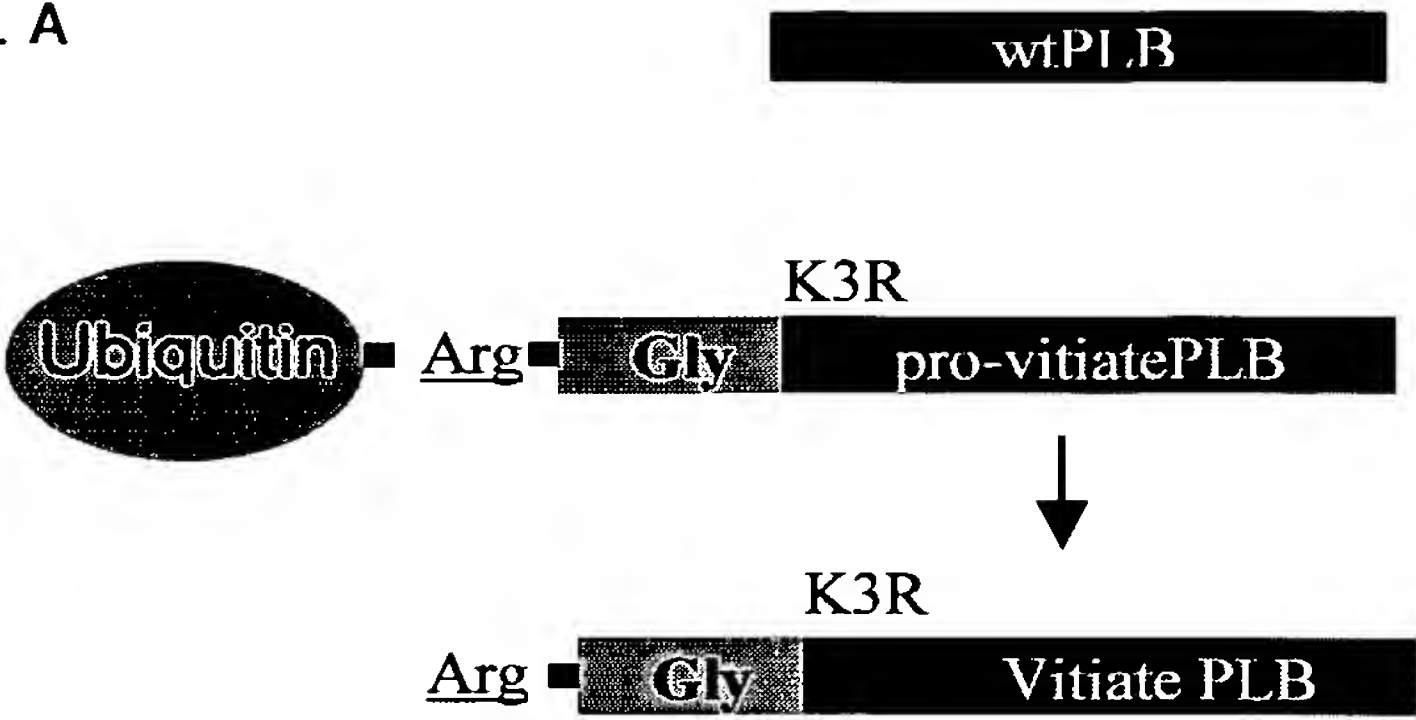 . A
wtPLB
K3R
Ubiquitin Arg Gly pro-vitiatePLB
K3R
Arg Gly Vitiate PLB